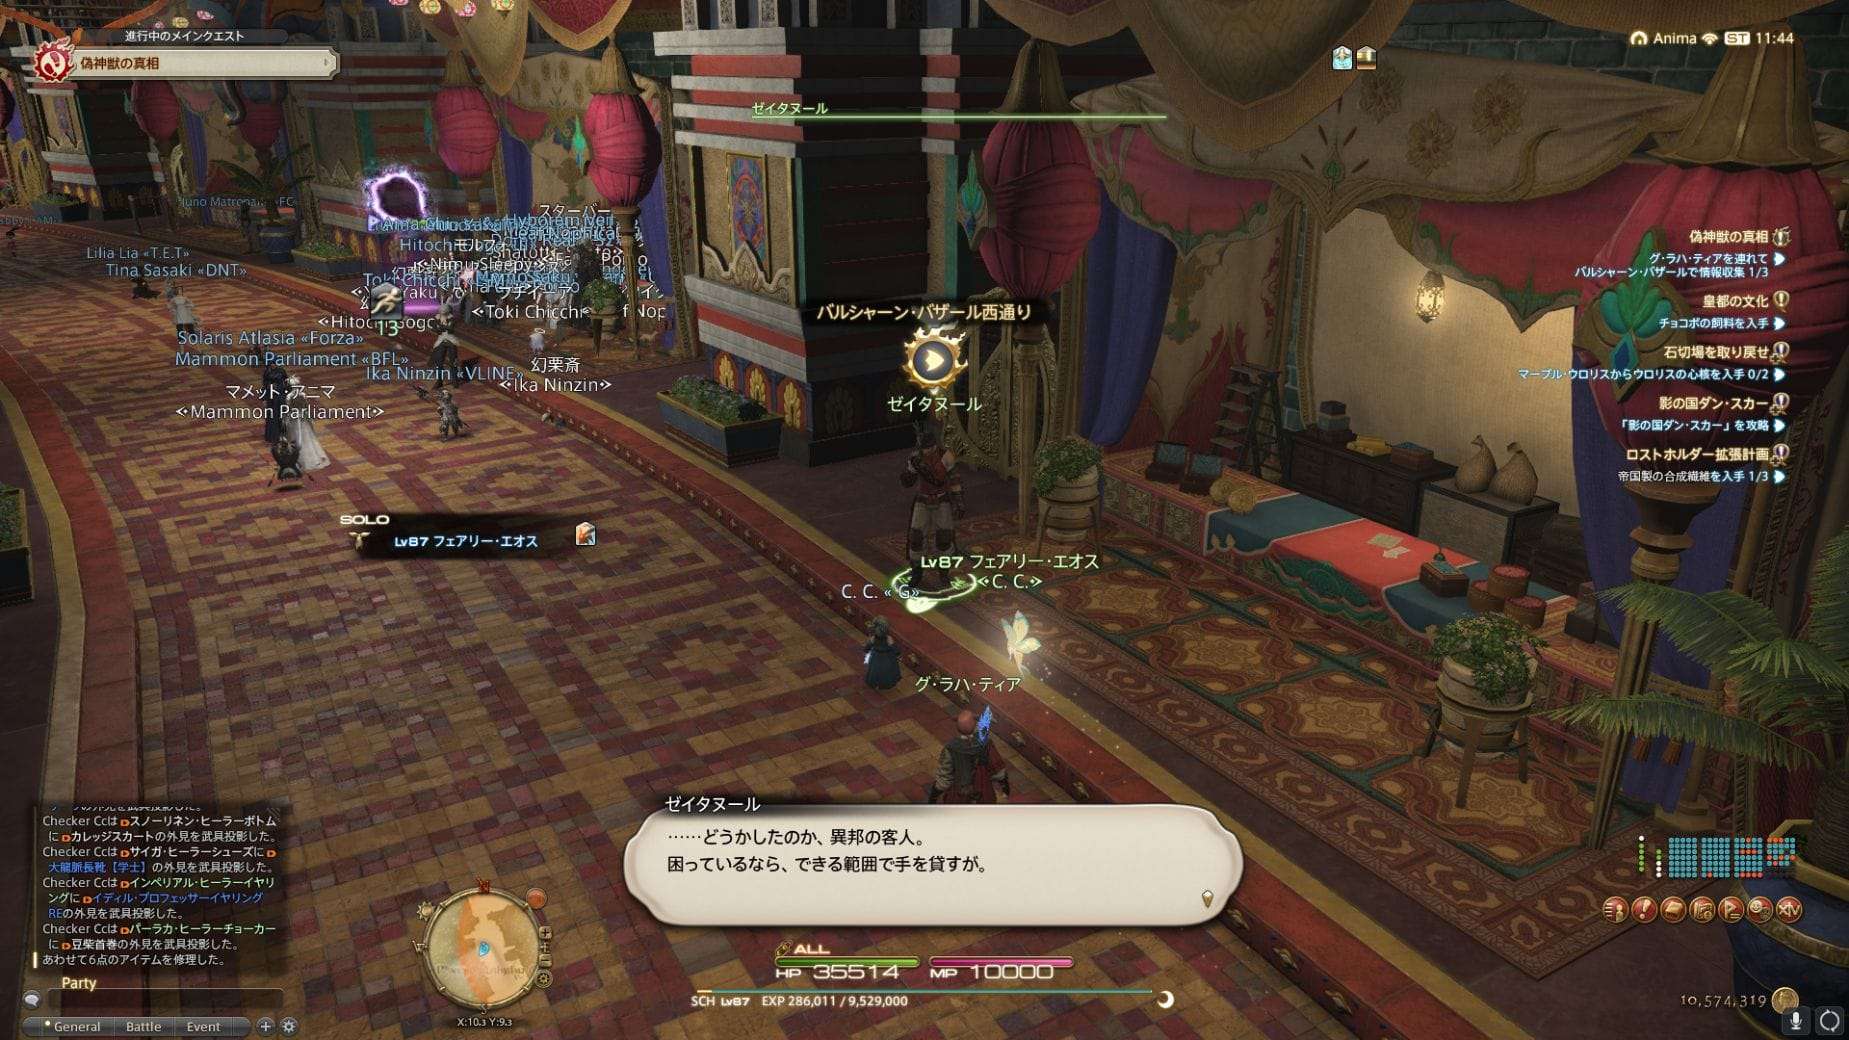 進行中のメインクエスト
偽神獣の真相
Anima
ST 11:44
ゼイタヌール
Lilia Lia «T.E.T»
Tina Sasaki «DNT»
スターバー
Solaris Atlasia «Forza»
Mammon Parliament «BFL»
Ika Ninzin «VLINE»
マメット・アニマ
Mammon Parliament
幻栗斎
Ika Ninzin
13
バルシャーン・バザール西通り
ゼイタヌール
偽神獣の真相
グ・ラハ・ティアを連れて
バルシャーン・バザールで情報収集 1/3
皇都の文化
チョコボの飼料を入手
石切場を取り戻せ
マーブル・ウロリスからウロリスの心核を入手 0/2
影の国ダン・スカー
「影の国ダン・スカー」を攻略
ロストホルダー拡張計画
帝国製の合成繊維を入手 1/3
SOLO
Lv87 フェアリー・エオス
Lv87 フェアリー・エオス
C. C.
C. C. « G»
グ・ラハ・ティア
Checker Ccは スノーリネン・ヒーラーボトム
に カレッジスカートの外見を武具投影した。
Checker Ccは サイガ・ヒーラーシューズに
大龍脈長靴【学士】の外見を武具投影した。
Checker Ccは インペリアル・ヒーラーイヤリ
ングに イディル・プロフェッサーイヤリング
REの外見を武具投影した。
Checker Ccは パーラカ・ヒーラーチョーカー
に 豆柴首巻の外見を武具投影した。
あわせて6点のアイテムを修理した。
Party
General Battle Event
X:10.3 Y:9.3
ゼイタヌール
……どうかしたのか、異邦の客人。
困っているなら、できる範囲で手を貸すが。
ALL
HP 35514 MP 10000
SCH Lv87 EXP 286,011 / 9,529,000
XIV
10,574,319